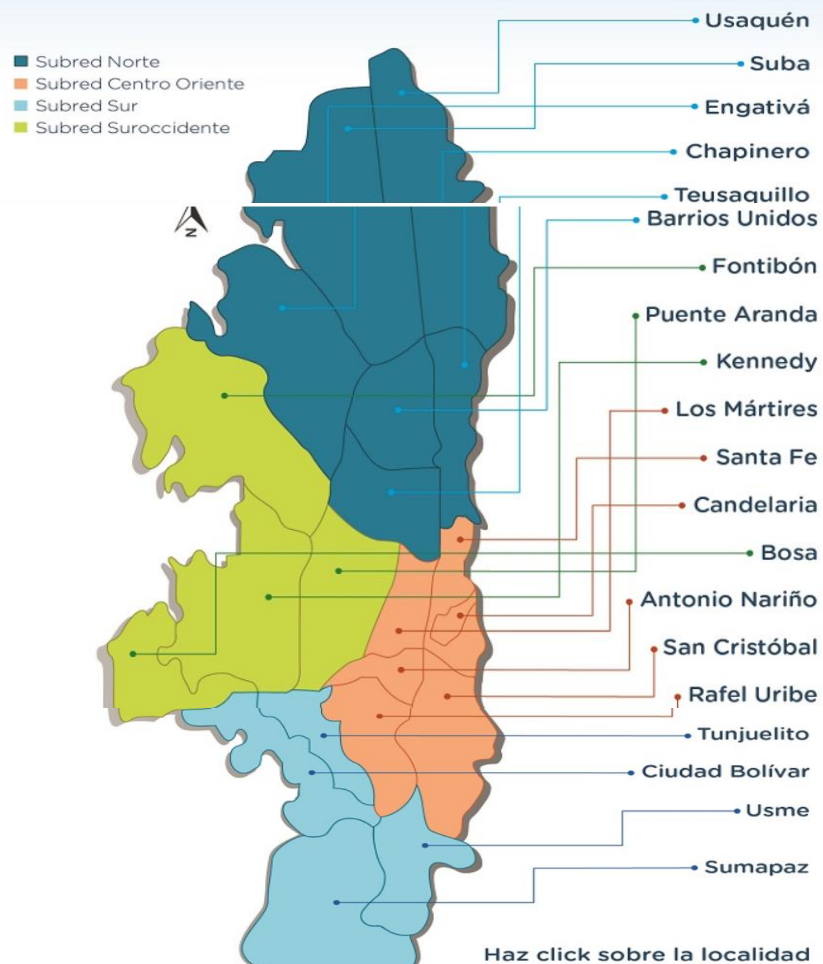 Subred Norte
Subred Centro Oriente
Subred Sur
Subred Suroccidente
Usaquén
Suba
Engativá
Chapinero
Teusaquillo
Barrios Unidos
N
Fontibón
Puente Aranda
Kennedy
Los Mártires
Santa Fe
Candelaria
Bosa
Antonio Nariño
San Cristóbal
Rafel Uribe
Tunjuelito
Ciudad Bolívar
Usme
Sumapaz
Haz click sobre la localidad